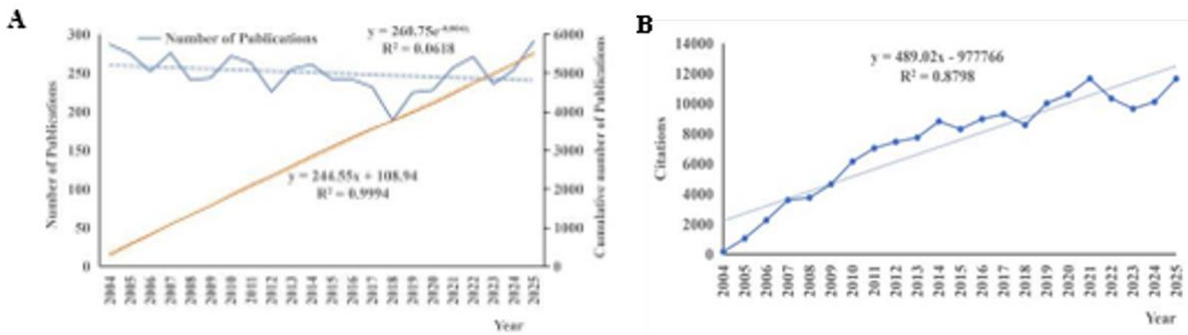 A
Number of Publications
y = 260.75e-0.004x
R² = 0.0618
y = 244.55x + 108.94
R² = 0.9994
300
250
200
150
100
50
0
6000
5000
4000
3000
2000
1000
0
Number of Publications
Cumulative number of Publications
2004 2005 2006 2007 2008 2009 2010 2011 2012 2013 2014 2015 2016 2017 2018 2019 2020 2021 2022 2023 2024 2025
Year
B
y = 489.02x - 977766
R² = 0.8798
14000
12000
10000
8000
6000
4000
2000
0
Citations
2004 2005 2006 2007 2008 2009 2010 2011 2012 2013 2014 2015 2016 2017 2018 2019 2020 2021 2022 2023 2024 2025
Year